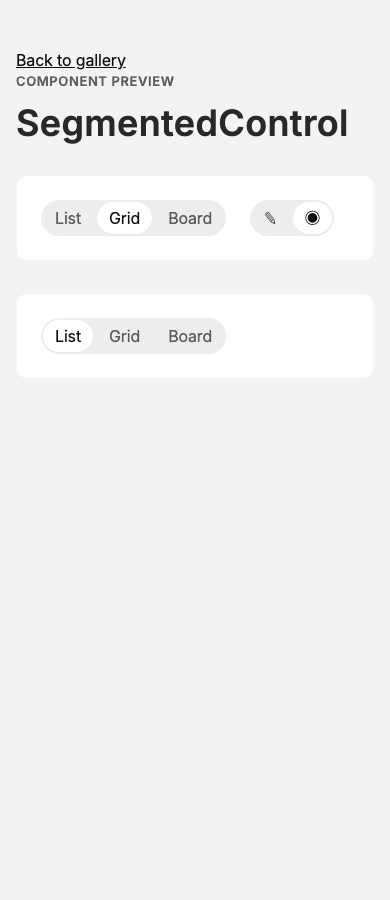 Back to gallery
COMPONENT PREVIEW
SegmentedControl
List Grid Board ✎ ◉
List Grid Board